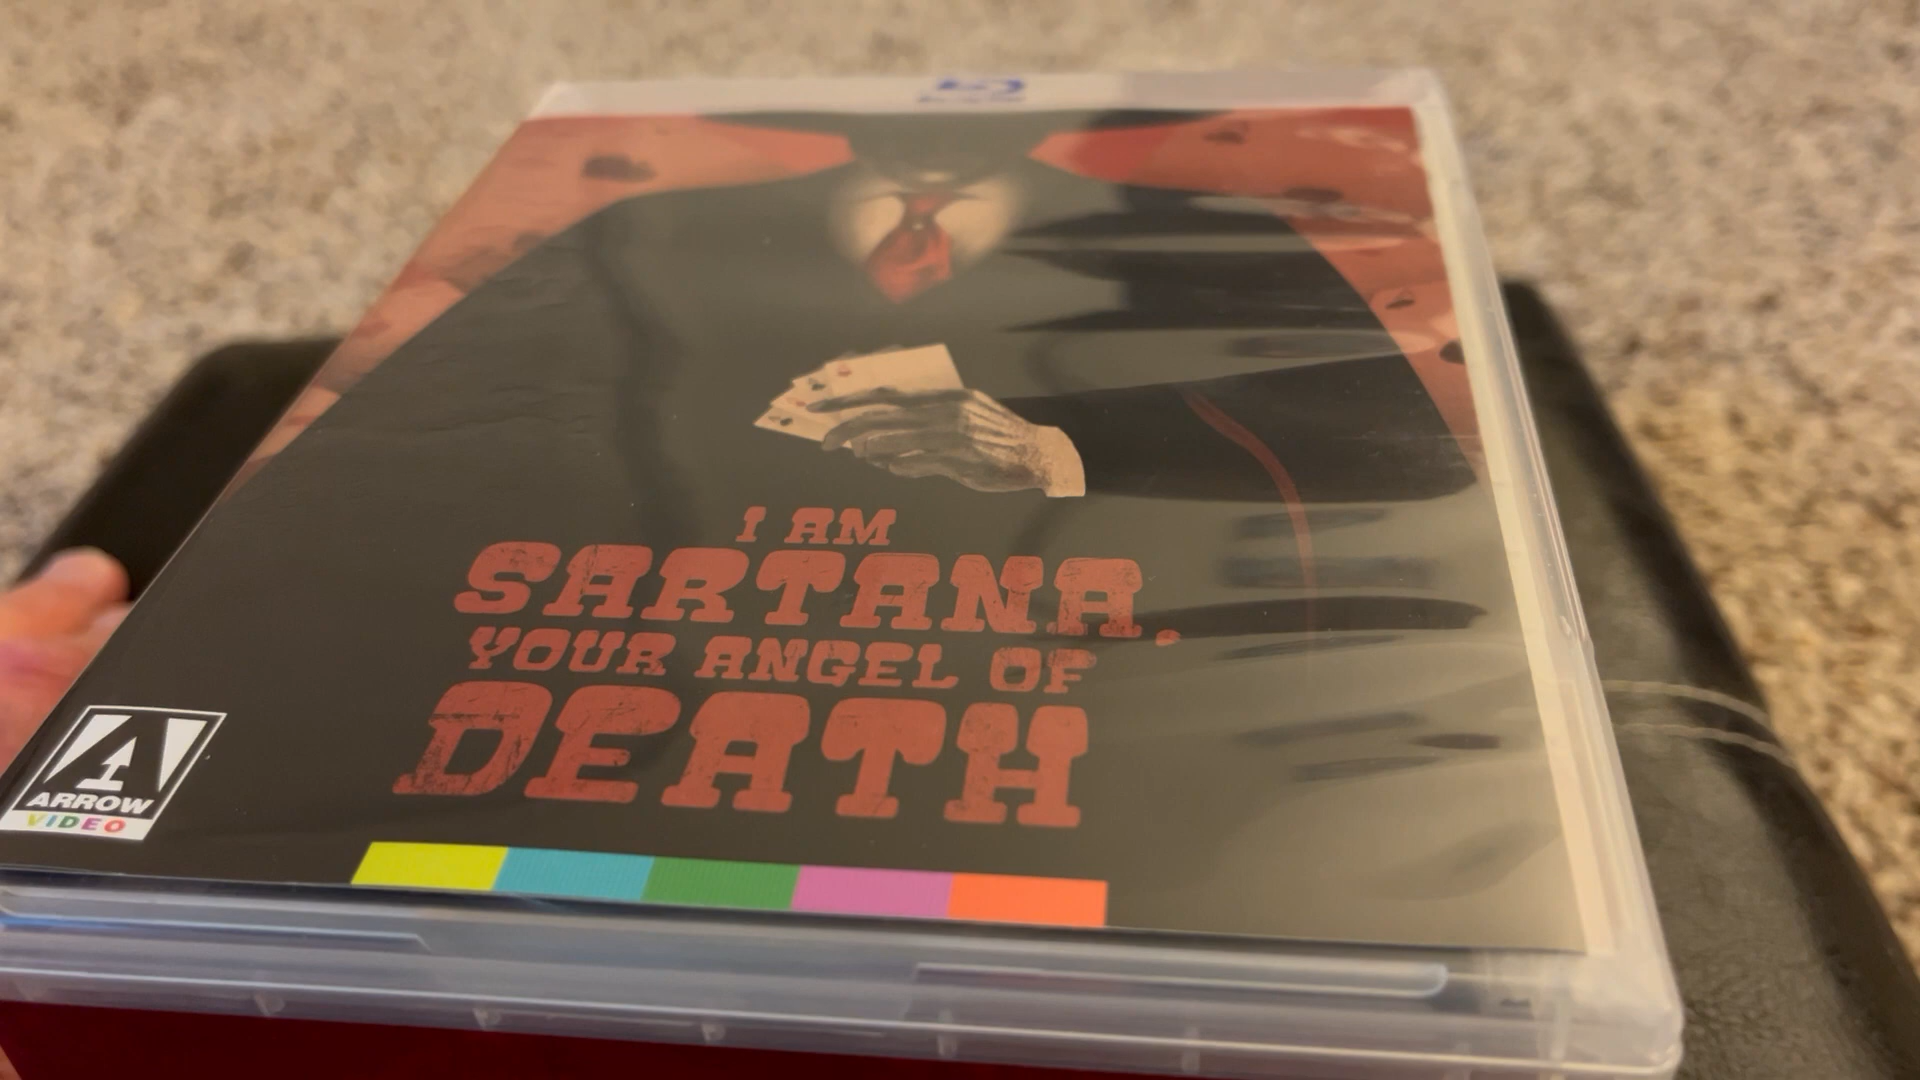 I AM
SARTANA.
YOUR ANGEL OF
DEATH
ARROW
VIDEO